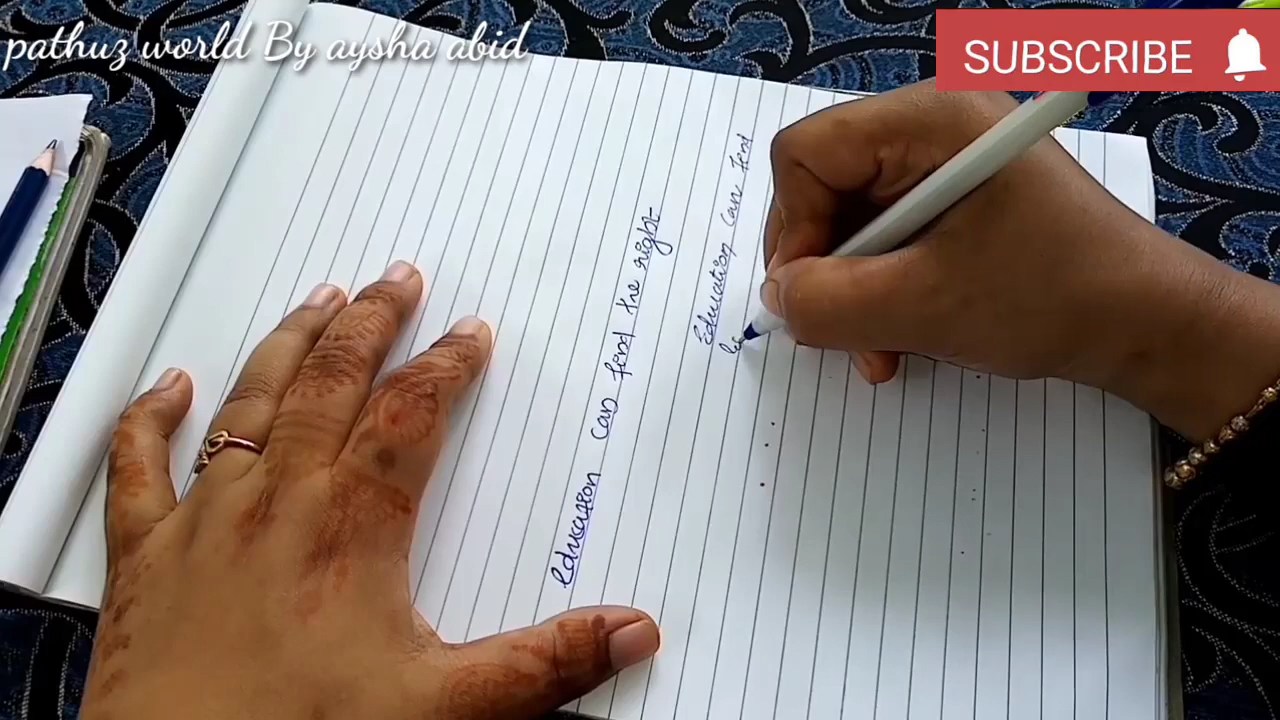 pathuz world By aysha abid
SUBSCRIBE
Education can find the right
Education can find